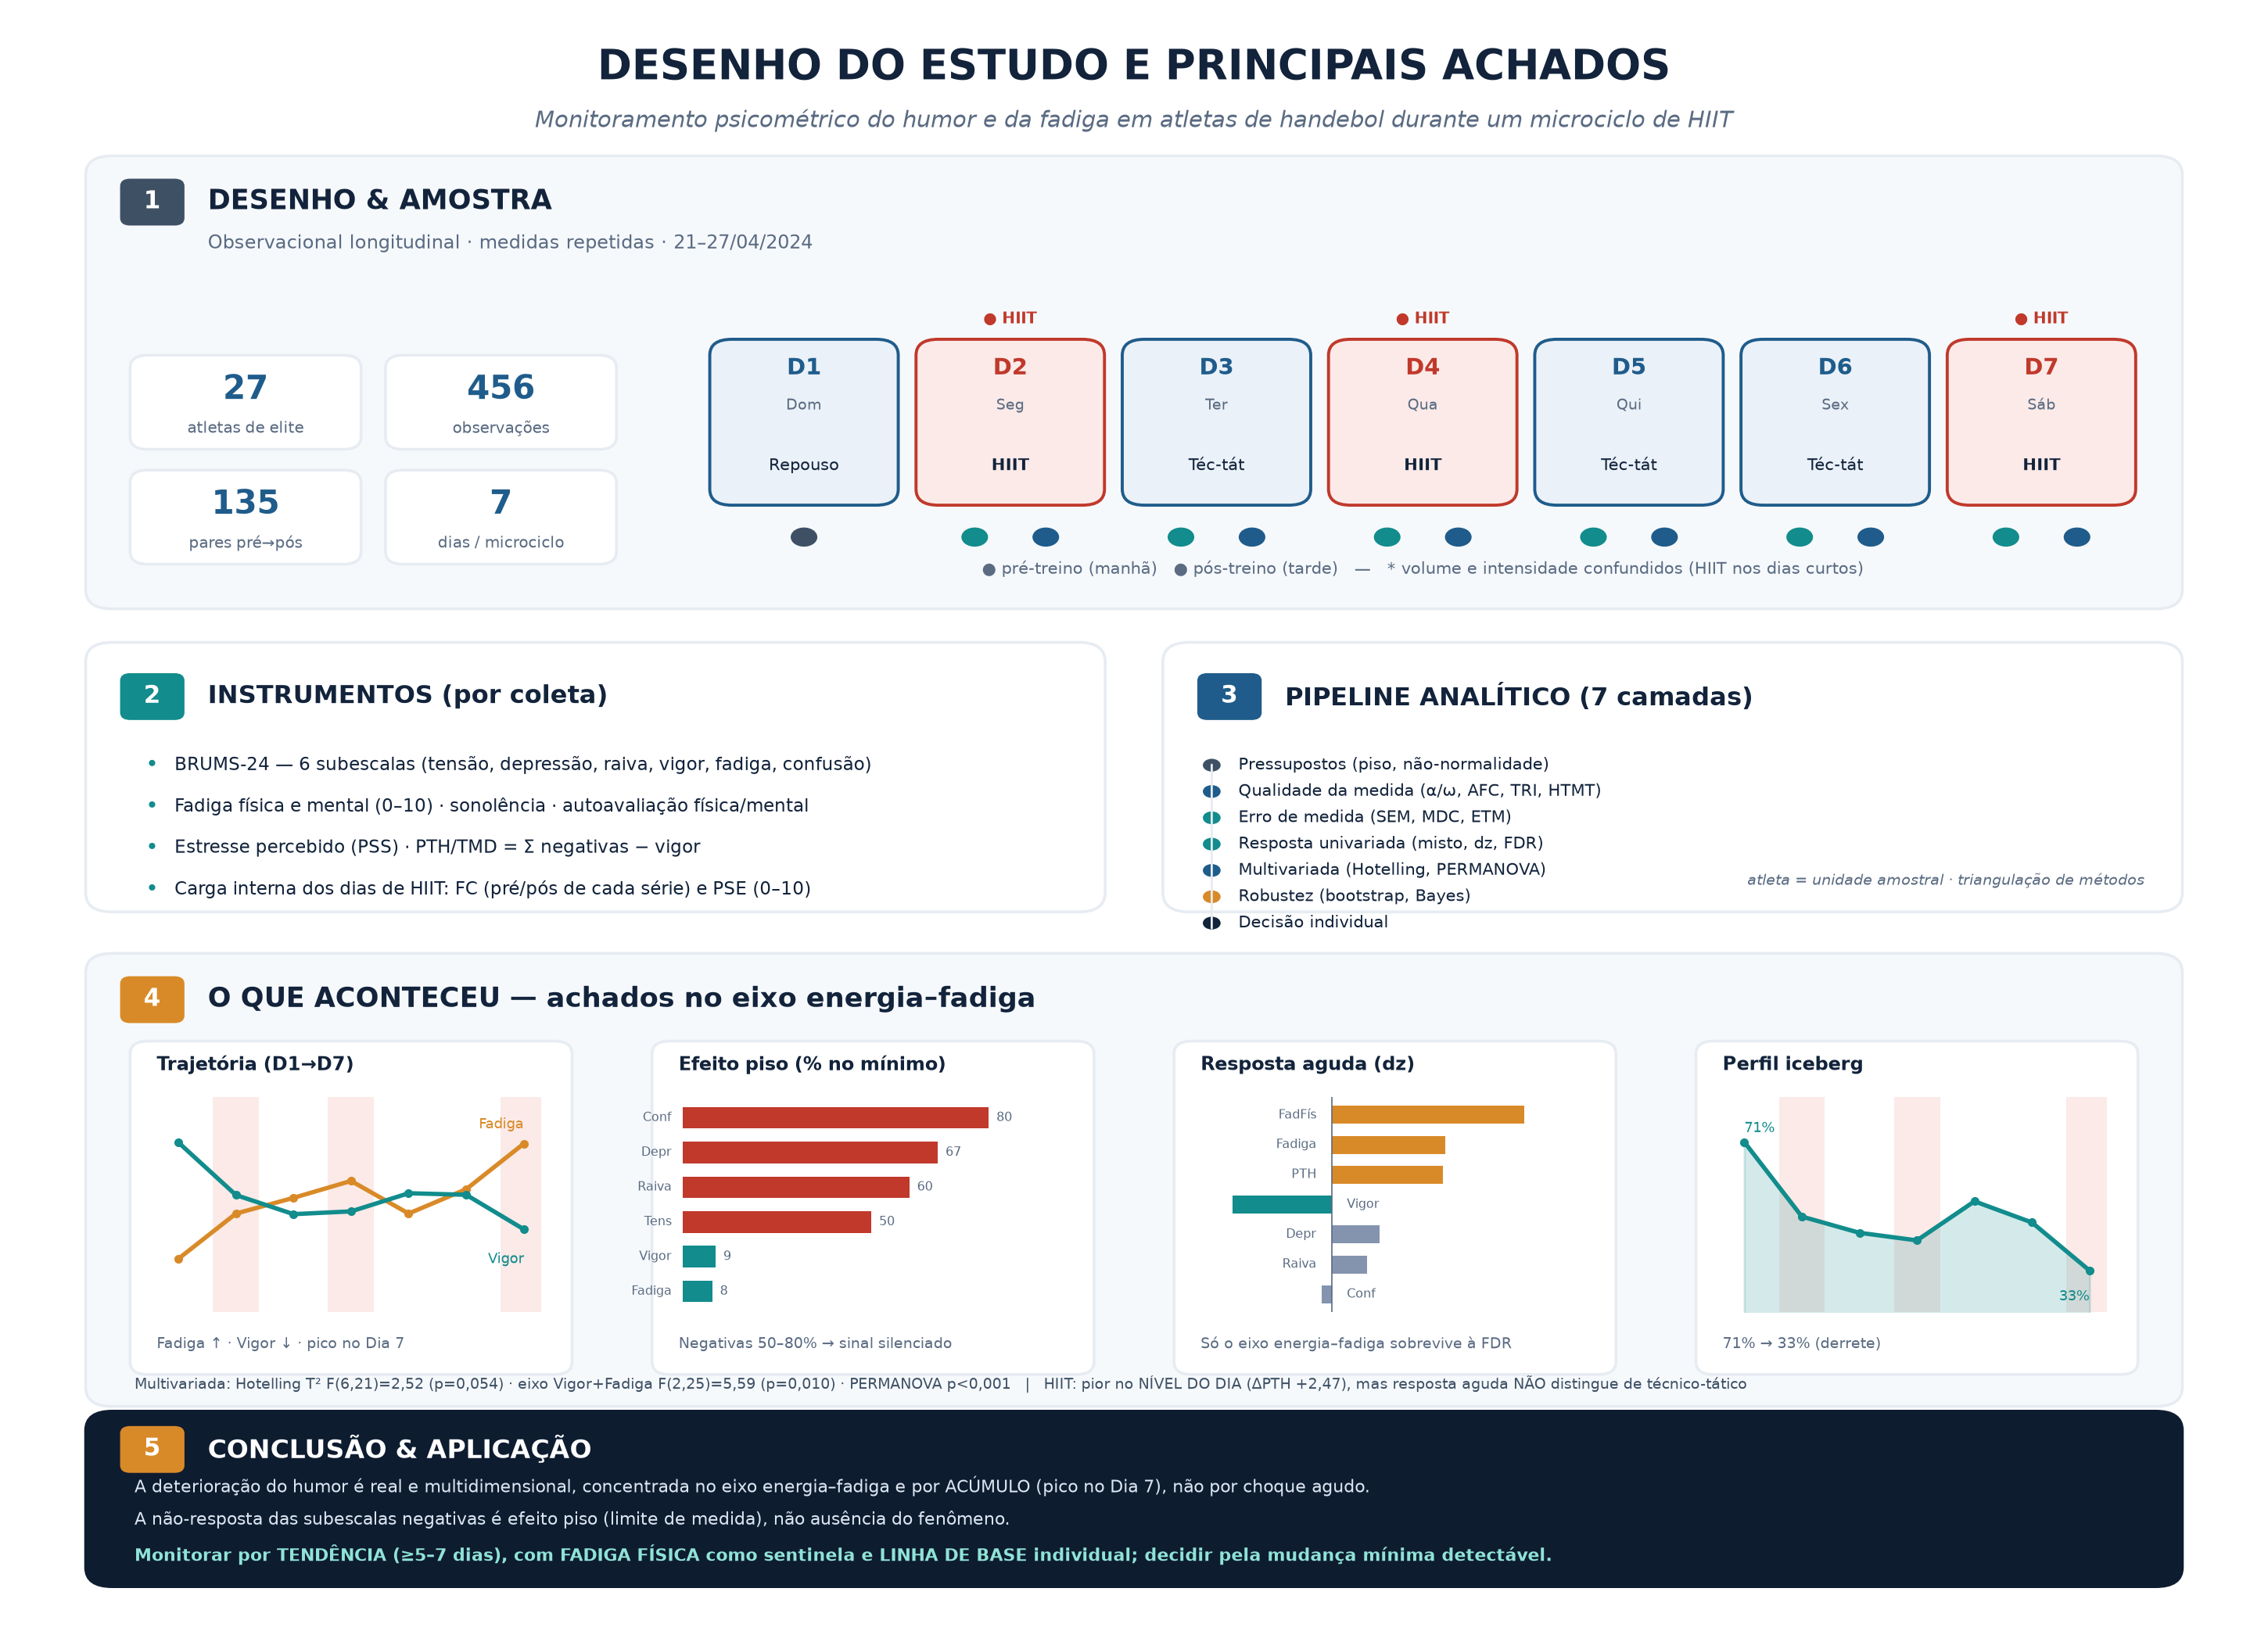 DESENHO DO ESTUDO E PRINCIPAIS ACHADOS
Monitoramento psicométrico do humor e da fadiga em atletas de handebol durante um microciclo de HIIT
1
DESENHO & AMOSTRA
Observacional longitudinal · medidas repetidas · 21–27/04/2024
27
atletas de elite
456
observações
135
pares pré→pós
7
dias / microciclo
● HIIT
● HIIT
● HIIT
D1
Dom
Repouso
D2
Seg
HIIT
D3
Ter
Téc-tát
D4
Qua
HIIT
D5
Qui
Téc-tát
D6
Sex
Téc-tát
D7
Sáb
HIIT
● pré-treino (manhã) ● pós-treino (tarde) — * volume e intensidade confundidos (HIIT nos dias curtos)
2
INSTRUMENTOS (por coleta)
• BRUMS-24 — 6 subescalas (tensão, depressão, raiva, vigor, fadiga, confusão)
• Fadiga física e mental (0–10) · sonolência · autoavaliação física/mental
• Estresse percebido (PSS) · PTH/TMD = Σ negativas − vigor
• Carga interna dos dias de HIIT: FC (pré/pós de cada série) e PSE (0–10)
3
PIPELINE ANALÍTICO (7 camadas)
Pressupostos (piso, não-normalidade)
Qualidade da medida (α/ω, AFC, TRI, HTMT)
Erro de medida (SEM, MDC, ETM)
Resposta univariada (misto, dz, FDR)
Multivariada (Hotelling, PERMANOVA)
Robustez (bootstrap, Bayes)
Decisão individual
atleta = unidade amostral · triangulação de métodos
4
O QUE ACONTECEU — achados no eixo energia–fadiga
Trajetória (D1→D7)
Fadiga
Vigor
Fadiga ↑ · Vigor ↓ · pico no Dia 7
Efeito piso (% no mínimo)
Conf 80
Depr 67
Raiva 60
Tens 50
Vigor 9
Fadiga 8
Negativas 50–80% → sinal silenciado
Resposta aguda (dz)
FadFís
Fadiga
PTH
Vigor
Depr
Raiva
Conf
Só o eixo energia–fadiga sobrevive à FDR
Perfil iceberg
71%
33%
71% → 33% (derrete)
Multivariada: Hotelling T² F(6,21)=2,52 (p=0,054) · eixo Vigor+Fadiga F(2,25)=5,59 (p=0,010) · PERMANOVA p<0,001 | HIIT: pior no NÍVEL DO DIA (ΔPTH +2,47), mas resposta aguda NÃO distingue de técnico-tático
5
CONCLUSÃO & APLICAÇÃO
A deterioração do humor é real e multidimensional, concentrada no eixo energia–fadiga e por ACÚMULO (pico no Dia 7), não por choque agudo.
A não-resposta das subescalas negativas é efeito piso (limite de medida), não ausência do fenômeno.
Monitorar por TENDÊNCIA (≥5–7 dias), com FADIGA FÍSICA como sentinela e LINHA DE BASE individual; decidir pela mudança mínima detectável.